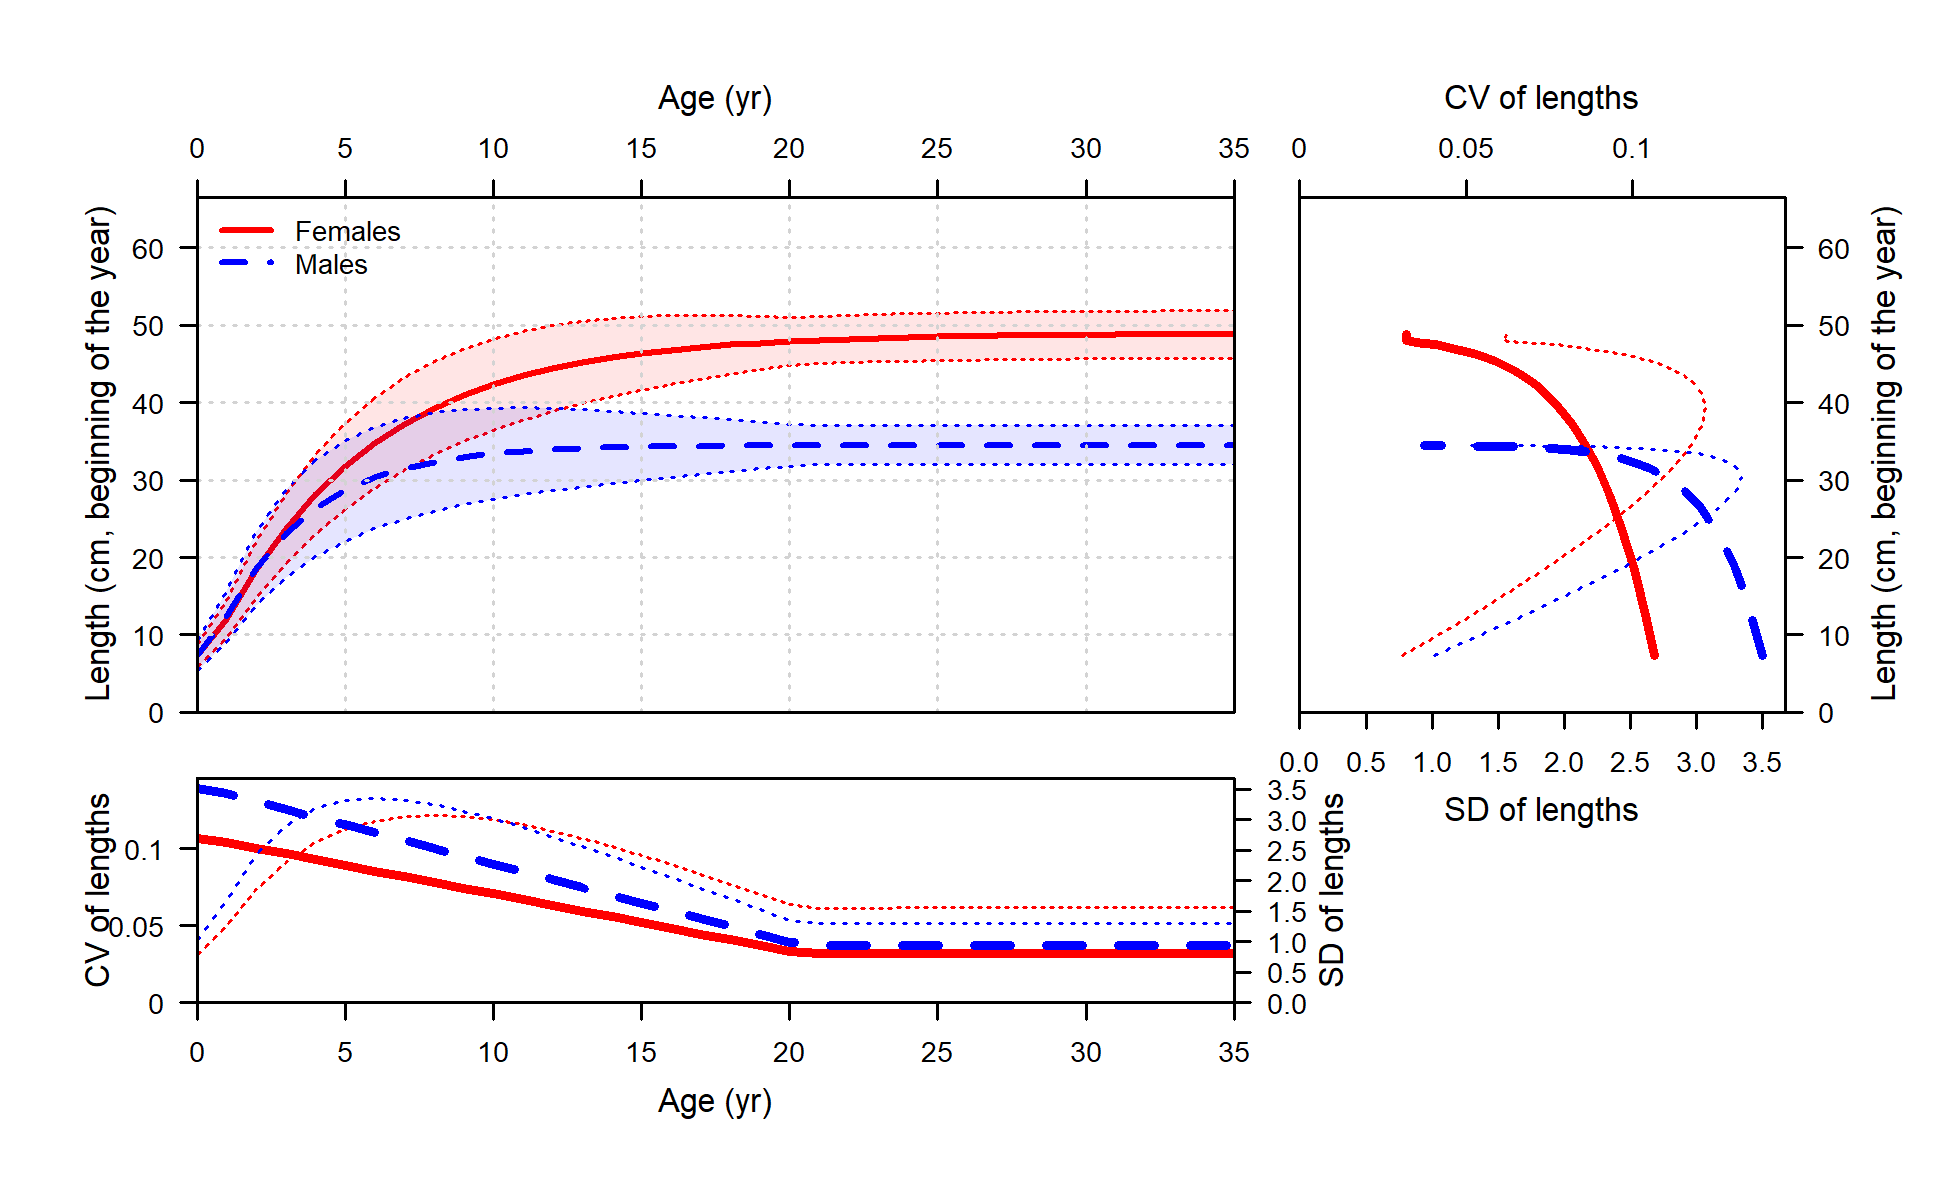 Age (yr)
CV of lengths
0 5 10 15 20 25 30 35
0 0.05 0.1
Females
Males
Length (cm, beginning of the year)
60
50
40
30
20
10
0
60
50
40
30
20
10
0
Length (cm, beginning of the year)
0.0 0.5 1.0 1.5 2.0 2.5 3.0 3.5
SD of lengths
CV of lengths
0.1
0.05
0
3.5
3.0
2.5
2.0
1.5
1.0
0.5
0.0
SD of lengths
0 5 10 15 20 25 30 35
Age (yr)